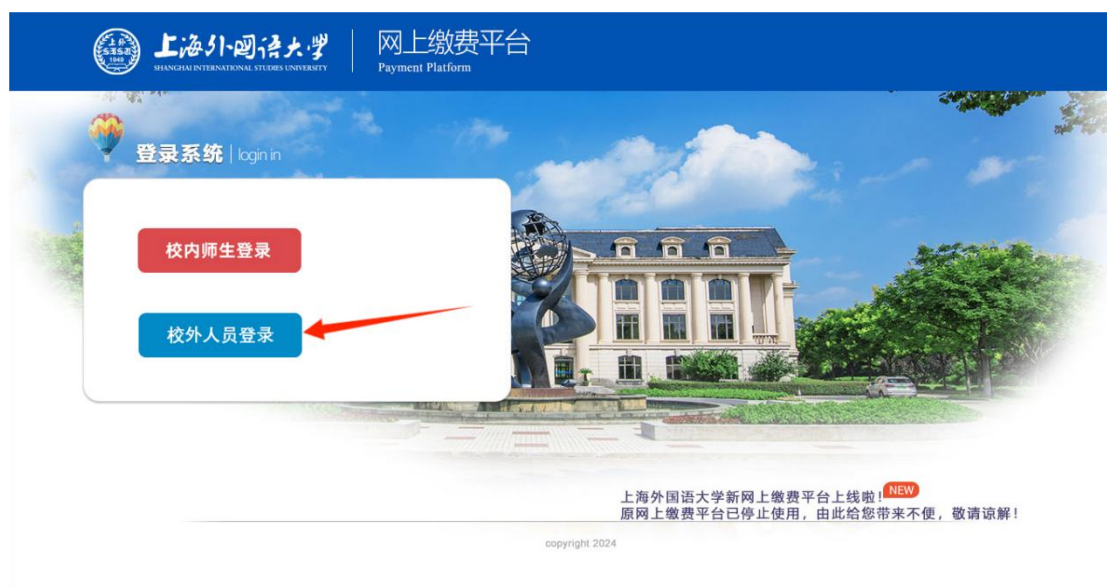 上外
SISU
1949
上海外国语大学
SHANGHAI INTERNATIONAL STUDIES UNIVERSITY
网上缴费平台
Payment Platform
登录系统 | login in
校内师生登录
校外人员登录
上海外国语大学新网上缴费平台上线啦! NEW
原网上缴费平台已停止使用，由此给您带来不便，敬请谅解!
copyright 2024